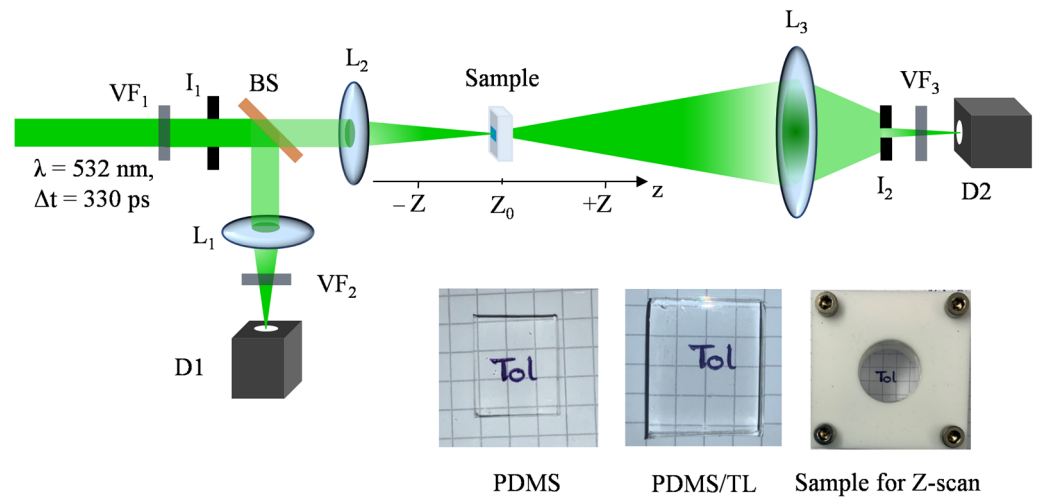 L₃
L₂
I₁
BS
Sample
VF₃
VF₁
λ = 532 nm,
Δt = 330 ps
– Z
Z₀
+Z
z
I₂
D2
L₁
VF₂
D1
Tol
Tol
Tol
PDMS
PDMS/TL
Sample for Z-scan